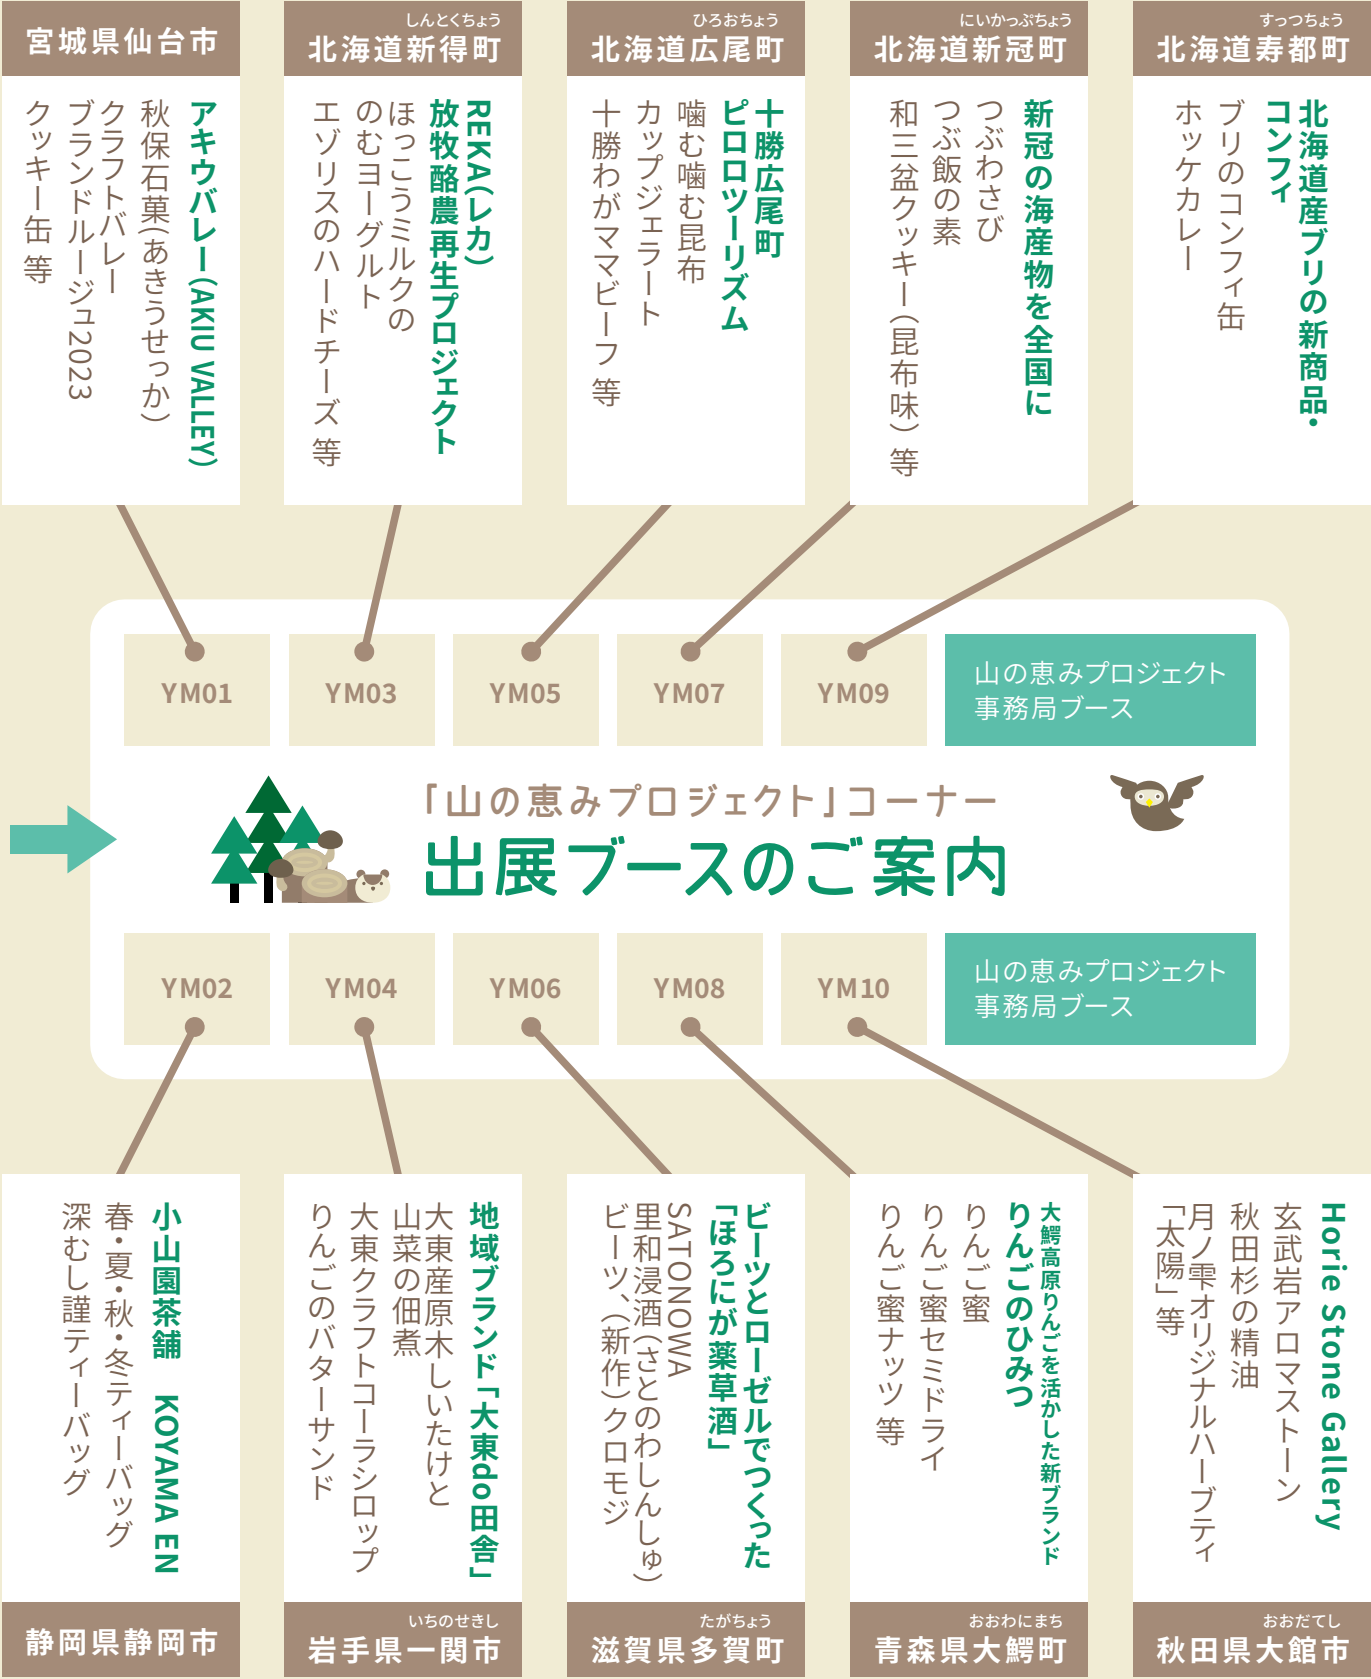 宮城県仙台市
アキウバレー(AKIU VALLEY)
秋保石菓(あきうせっか)
クラフトバレー
ブランドルージュ2023
クッキー缶 等
しんとくちょう
北海道新得町
REKA(レカ)
放牧酪農再生プロジェクト
ほっこうミルクの
のむヨーグルト
エゾリスのハードチーズ 等
ひろおちょう
北海道広尾町
十勝広尾町
ピロロツーリズム
噛む噛む昆布
カップジェラート
十勝わがママビーフ 等
にいかっぷちょう
北海道新冠町
新冠の海産物を全国に
つぶわさび
つぶ飯の素
和三盆クッキー(昆布味) 等
すっつちょう
北海道寿都町
北海道産ブリの新商品・
コンフィ
ブリのコンフィ缶
ホッケカレー
YM01
YM03
YM05
YM07
YM09
山の恵みプロジェクト
事務局ブース
「山の恵みプロジェクト」コーナー
出展ブースのご案内
YM02
YM04
YM06
YM08
YM10
山の恵みプロジェクト
事務局ブース
小山園茶舗 KOYAMA EN
春・夏・秋・冬ティーバッグ
深むし謹ティーバッグ
静岡県静岡市
地域ブランド「大東do田舎」
大東産原木しいたけと
山菜の佃煮
大東クラフトコーラシロップ
りんごのバターサンド
いちのせきし
岩手県一関市
ビーツとローゼルでつくった
「ほろにが薬草酒」
SATONOWA
里和浸酒(さとのわしんしゅ)
ビーツ、(新作)クロモジ
たがちょう
滋賀県多賀町
大鰐高原りんごを活かした新ブランド
りんごのひみつ
りんご蜜
りんご蜜セミドライ
りんご蜜ナッツ 等
おおわにまち
青森県大鰐町
Horie Stone Gallery
玄武岩アロマストーン
秋田杉の精油
月ノ雫オリジナルハーブティ
「太陽」等
おおだてし
秋田県大館市